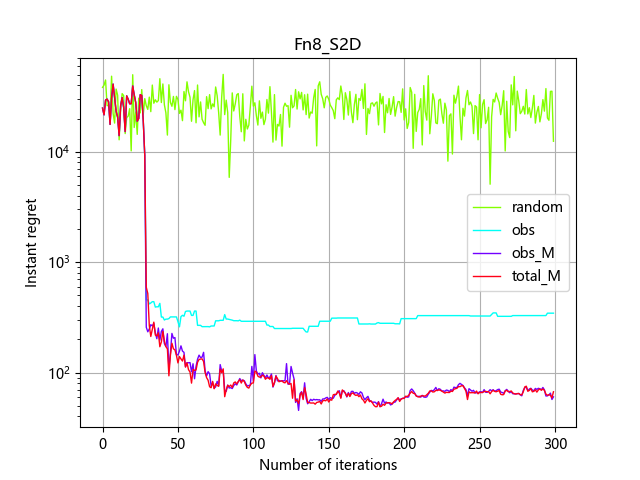 Fn8_S2D
Instant regret
10^4
10^3
10^2
random
obs
obs_M
total_M
0 50 100 150 200 250 300
Number of iterations